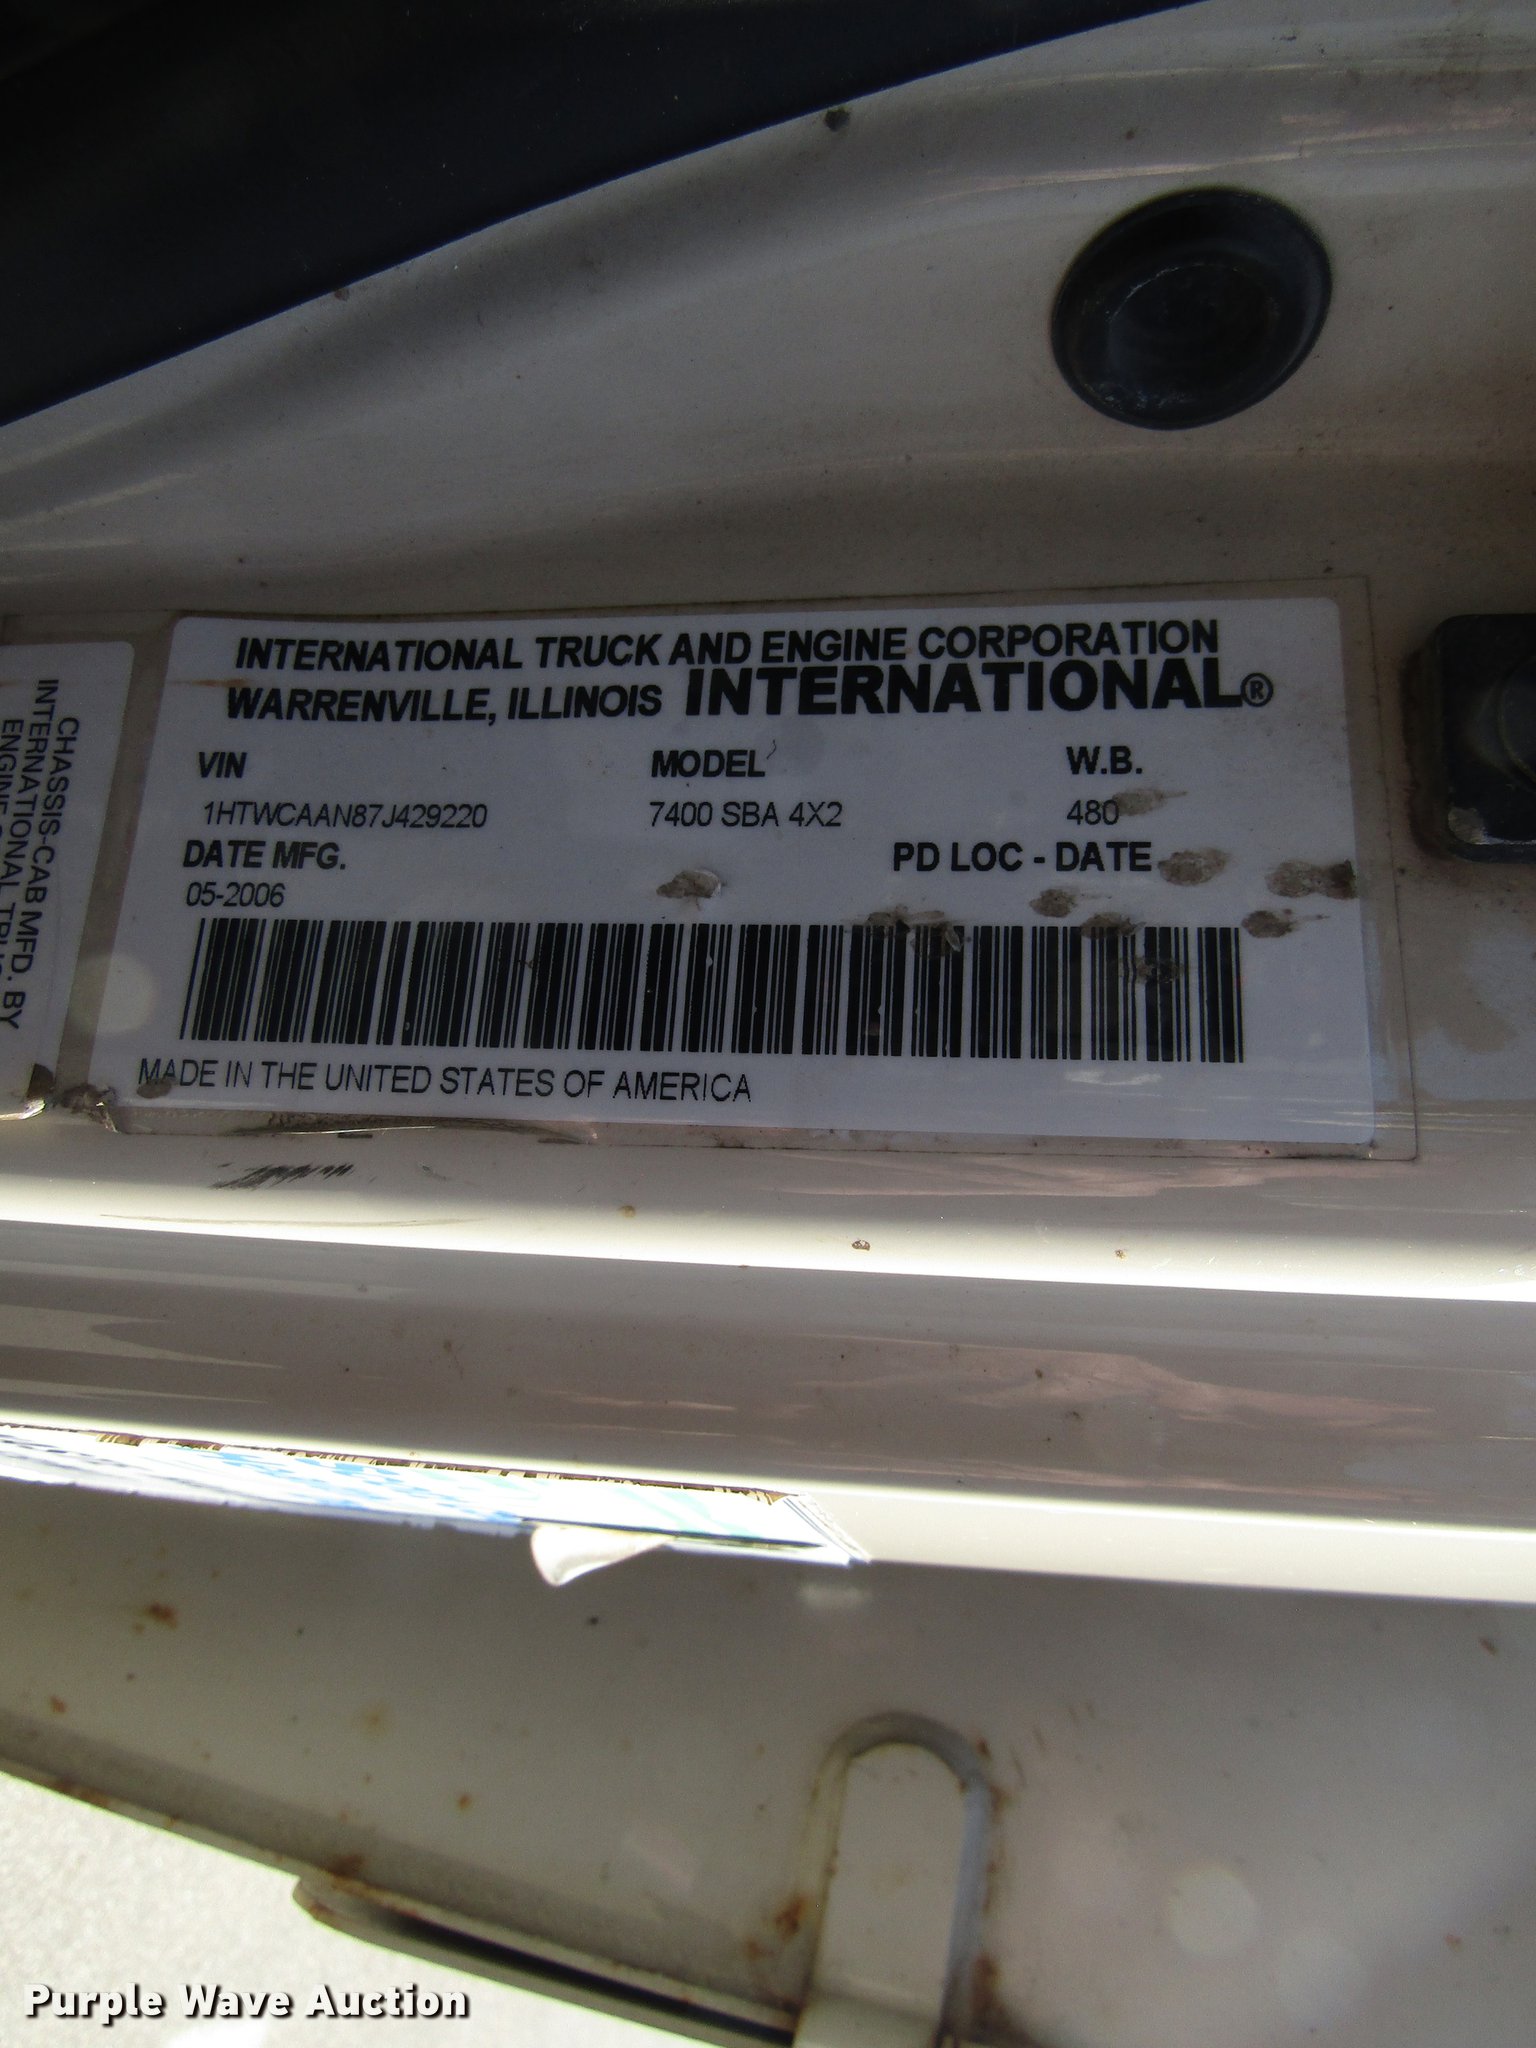 INTERNATIONAL TRUCK AND ENGINE CORPORATION
WARRENVILLE, ILLINOIS INTERNATIONAL®
VIN MODEL W.B.
1HTWCAAN87J429220 7400 SBA 4X2 480
DATE MFG. PD LOC - DATE
05-2006
MADE IN THE UNITED STATES OF AMERICA
CHASSIS-CAB MFD. BY
INTERNATIONAL TRUC
Purple Wave Auction